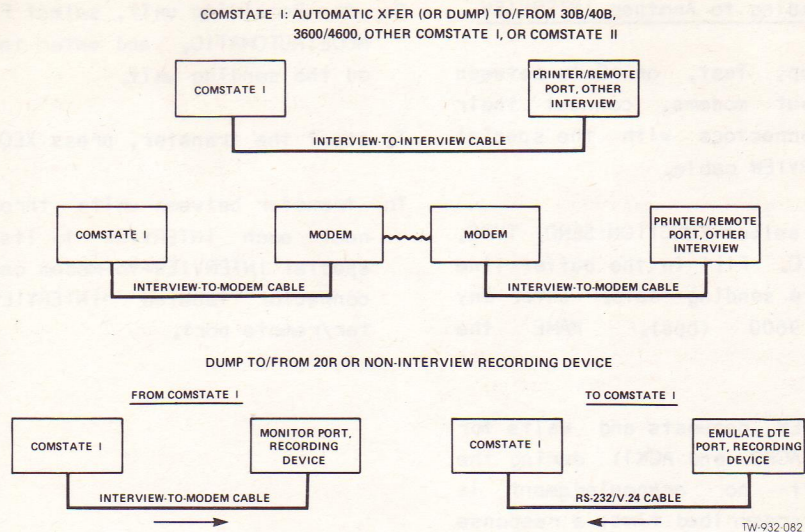 COMSTATE I: AUTOMATIC XFER (OR DUMP) TO/FROM 30B/40B,
3600/4600, OTHER COMSTATE I, OR COMSTATE II
COMSTATE I
PRINTER/REMOTE
PORT, OTHER
INTERVIEW
INTERVIEW-TO-INTERVIEW CABLE
COMSTATE I
MODEM
MODEM
PRINTER/REMOTE
PORT, OTHER
INTERVIEW
INTERVIEW-TO-MODEM CABLE
INTERVIEW-TO-MODEM CABLE
DUMP TO/FROM 20R OR NON-INTERVIEW RECORDING DEVICE
FROM COMSTATE I
COMSTATE I
MONITOR PORT,
RECORDING
DEVICE
INTERVIEW-TO-MODEM CABLE
TO COMSTATE I
COMSTATE I
EMULATE DTE
PORT, RECORDING
DEVICE
RS-232/V.24 CABLE
TW-932-082